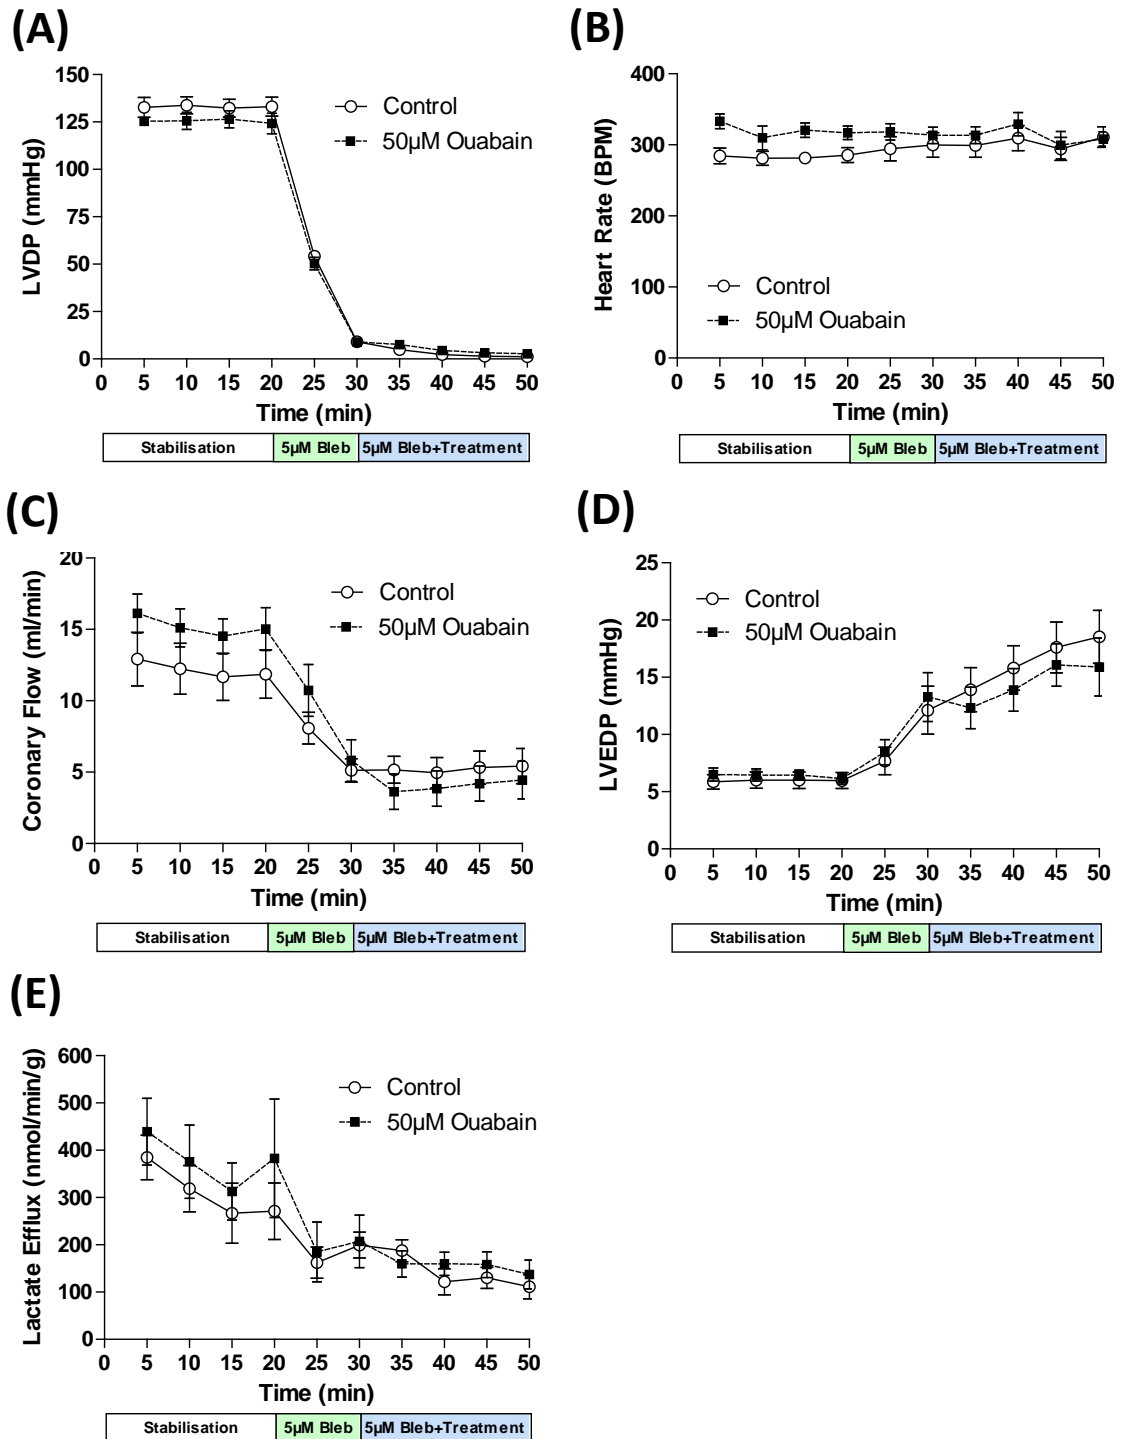 (A)
150
125
100
75
50
25
0
LVDP (mmHg)
Control
50µM Ouabain
0 5 10 15 20 25 30 35 40 45 50
Time (min)
Stabilisation 5µM Bleb 5µM Bleb+Treatment
(B)
400
300
200
100
0
Heart Rate (BPM)
Control
50µM Ouabain
0 5 10 15 20 25 30 35 40 45 50
Time (min)
Stabilisation 5µM Bleb 5µM Bleb+Treatment
(C)
20
15
10
5
0
Coronary Flow (ml/min)
Control
50µM Ouabain
0 5 10 15 20 25 30 35 40 45 50
Time (min)
Stabilisation 5µM Bleb 5µM Bleb+Treatment
(D)
25
20
15
10
5
0
LVEDP (mmHg)
Control
50µM Ouabain
0 5 10 15 20 25 30 35 40 45 50
Time (min)
Stabilisation 5µM Bleb 5µM Bleb+Treatment
(E)
600
500
400
300
200
100
0
Lactate Efflux (nmol/min/g)
Control
50µM Ouabain
0 5 10 15 20 25 30 35 40 45 50
Time (min)
Stabilisation 5µM Bleb 5µM Bleb+Treatment